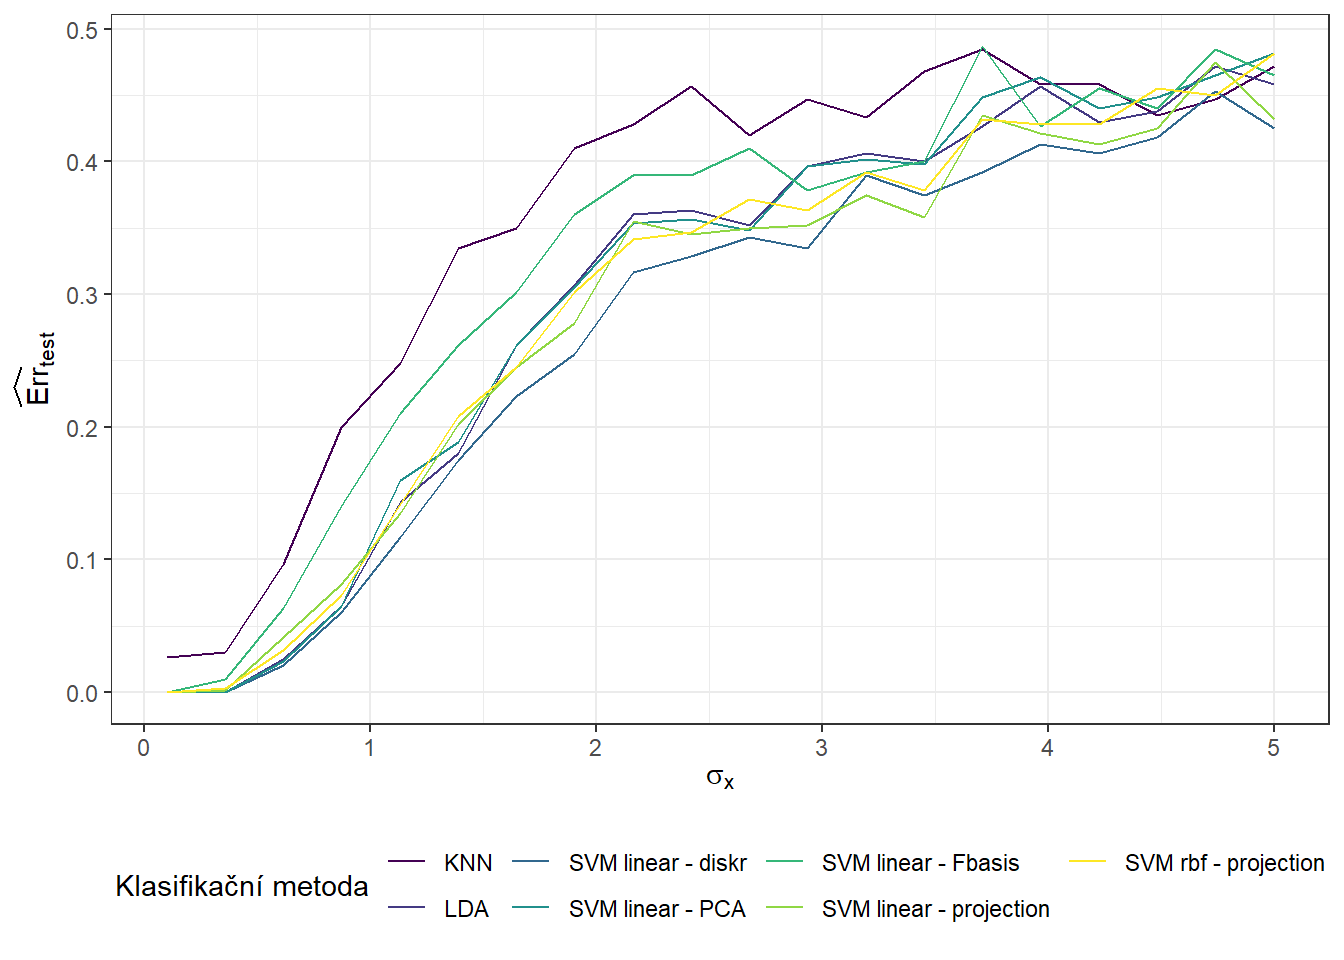 0.5
0.4
0.3
0.2
0.1
0.0
Err_test
0 1 2 3 4 5
σx
Klasifikační metoda
KNN SVM linear - diskr SVM linear - Fbasis SVM rbf - projection
LDA SVM linear - PCA SVM linear - projection